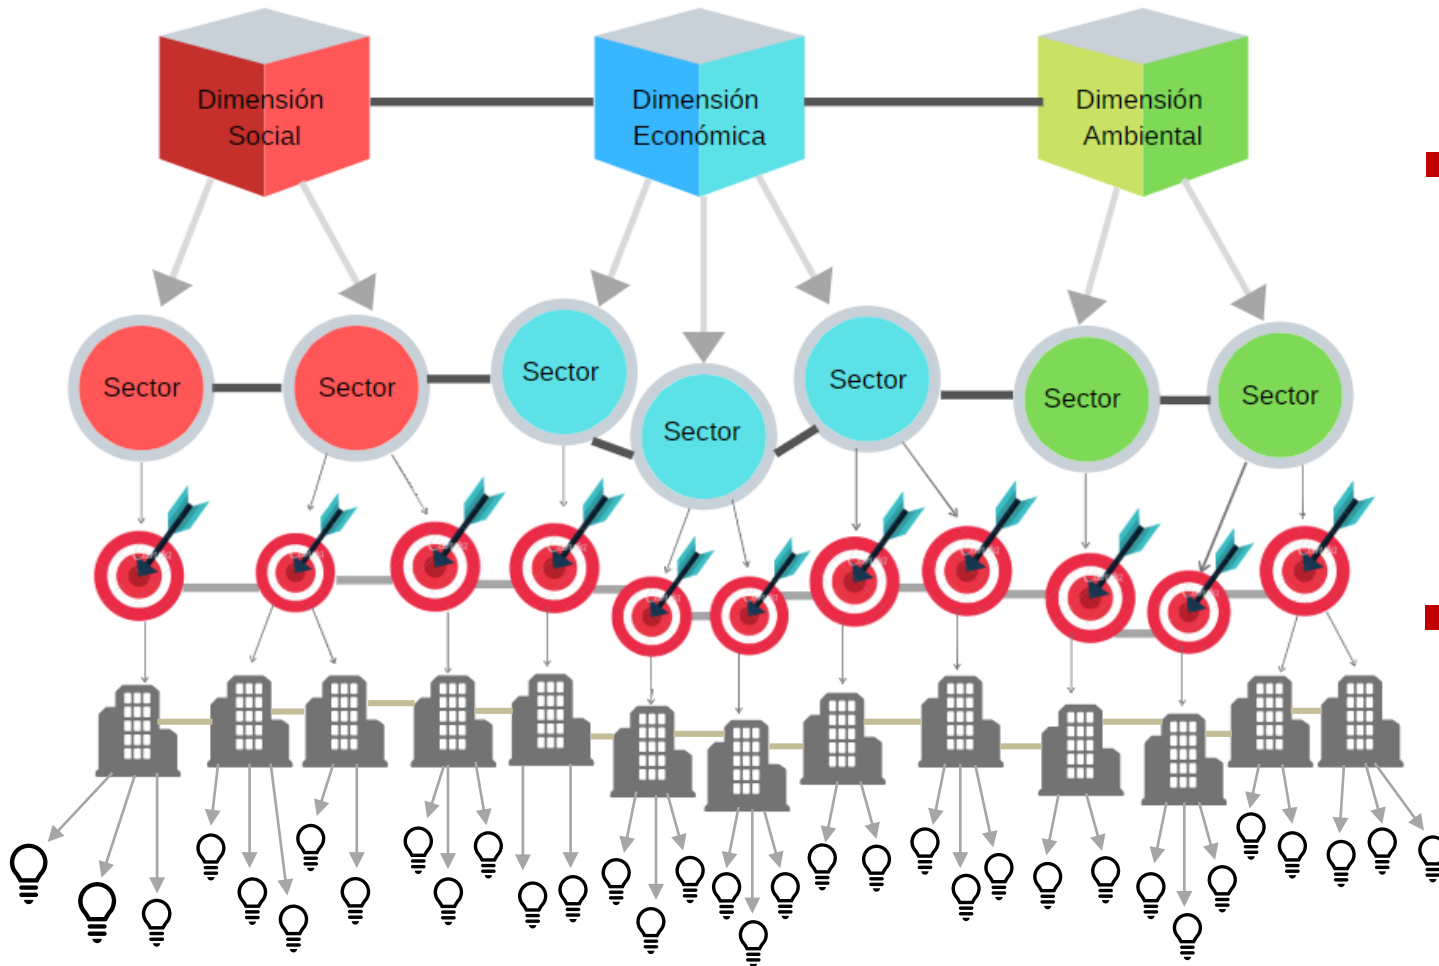 Dimensión
Social
Dimensión
Económica
Dimensión
Ambiental
Sector
Sector
Sector
Sector
Sector
Sector
Sector